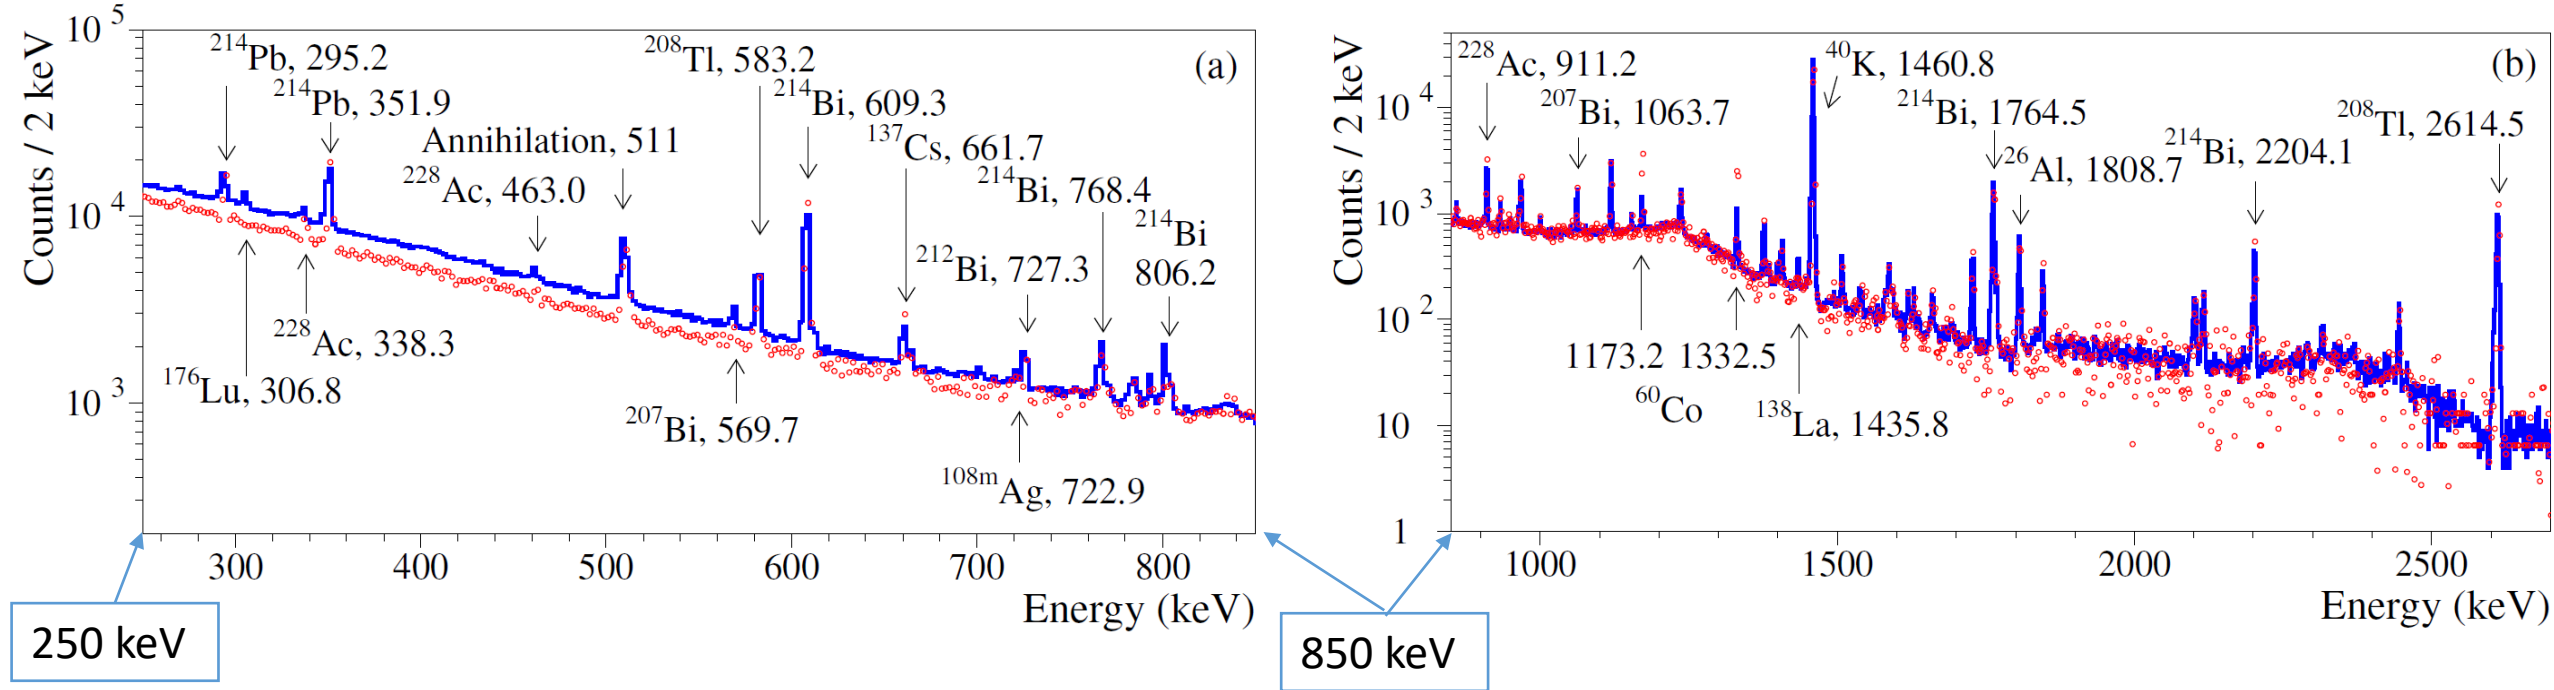 10 5
10 4
10 3
Counts / 2 keV
(a)
214Pb, 295.2
214Pb, 351.9
Annihilation, 511
228Ac, 463.0
208Tl, 583.2
214Bi, 609.3
137Cs, 661.7
214Bi, 768.4
214Bi
806.2
212Bi, 727.3
228Ac, 338.3
176Lu, 306.8
207Bi, 569.7
108mAg, 722.9
300 400 500 600 700 800
Energy (keV)
250 keV
850 keV
Counts / 2 keV
10 4
10 3
10 2
10
1
(b)
228Ac, 911.2
207Bi, 1063.7
40K, 1460.8
214Bi, 1764.5
26Al, 1808.7
214Bi, 2204.1
208Tl, 2614.5
1173.2 1332.5
60Co
138La, 1435.8
1000 1500 2000 2500
Energy (keV)